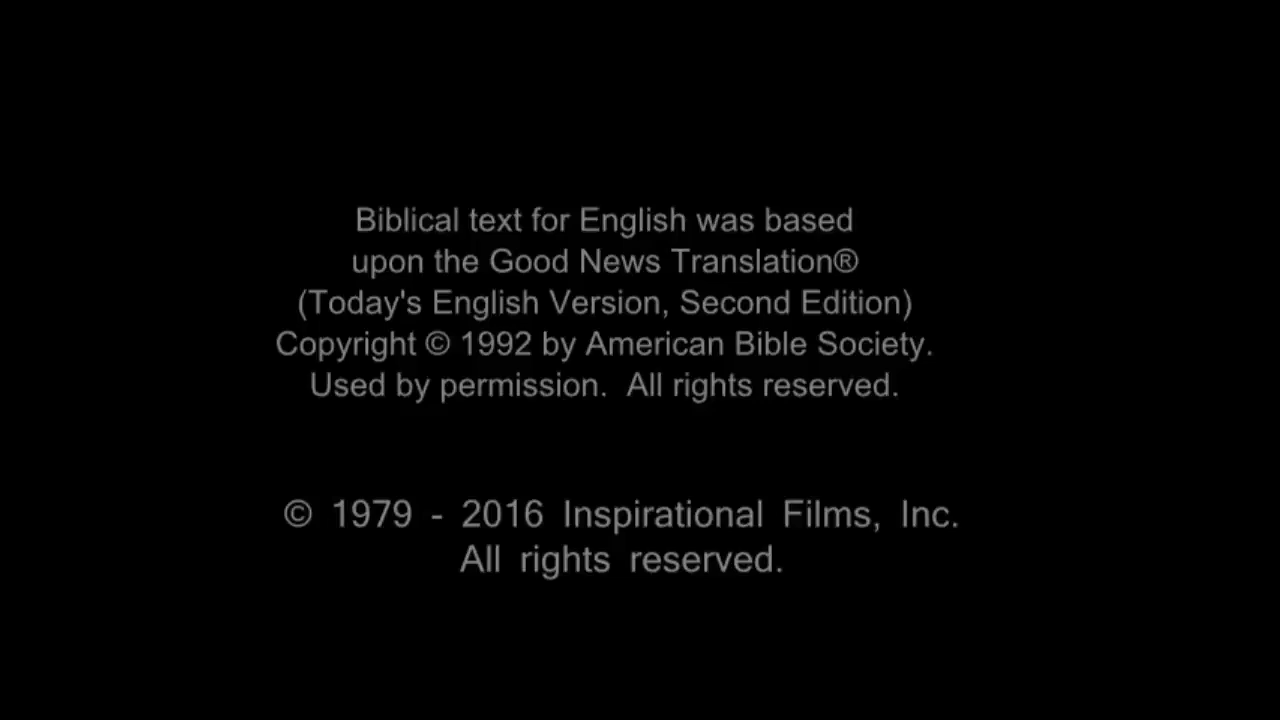 Biblical text for English was based
upon the Good News Translation®
(Today's English Version, Second Edition)
Copyright © 1992 by American Bible Society.
Used by permission.  All rights reserved.
© 1979 - 2016 Inspirational Films, Inc.
All rights reserved.